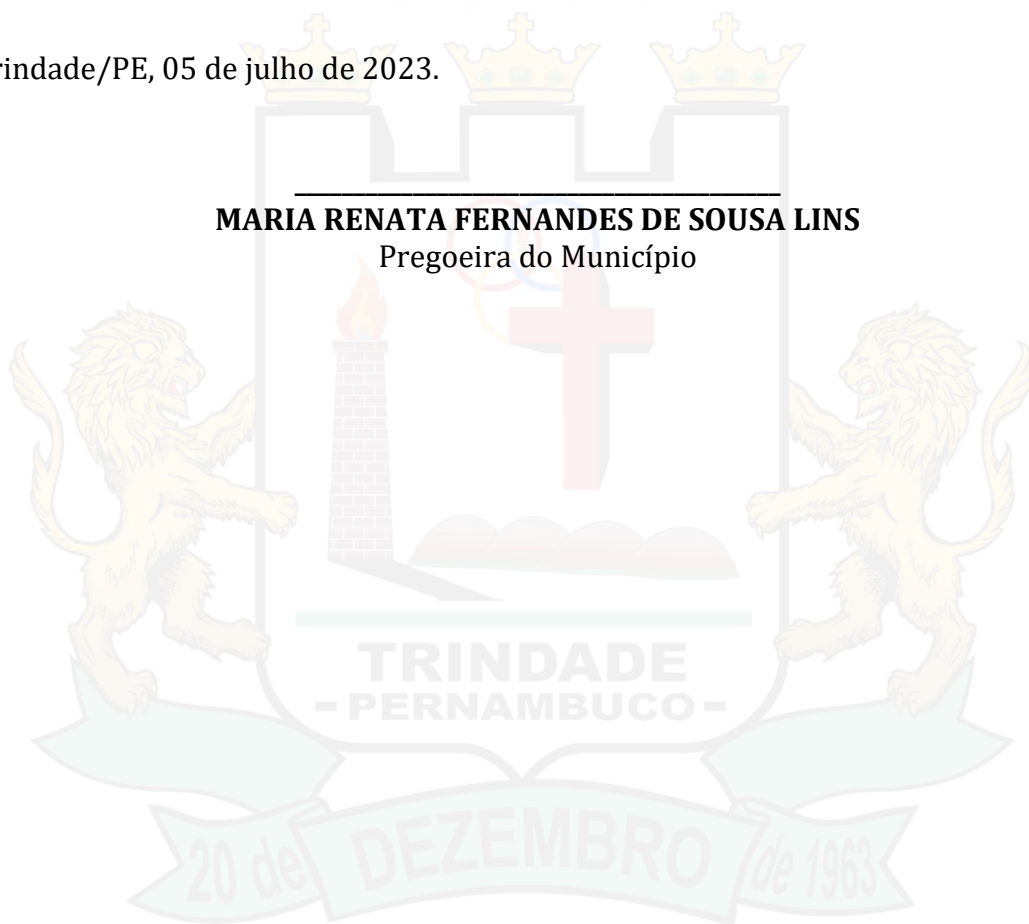 rindade/PE, 05 de julho de 2023.
MARIA RENATA FERNANDES DE SOUSA LINS
Pregoeira do Município
TRINDADE
- PERNAMBUCO -
20 de DEZEMBRO de 1963